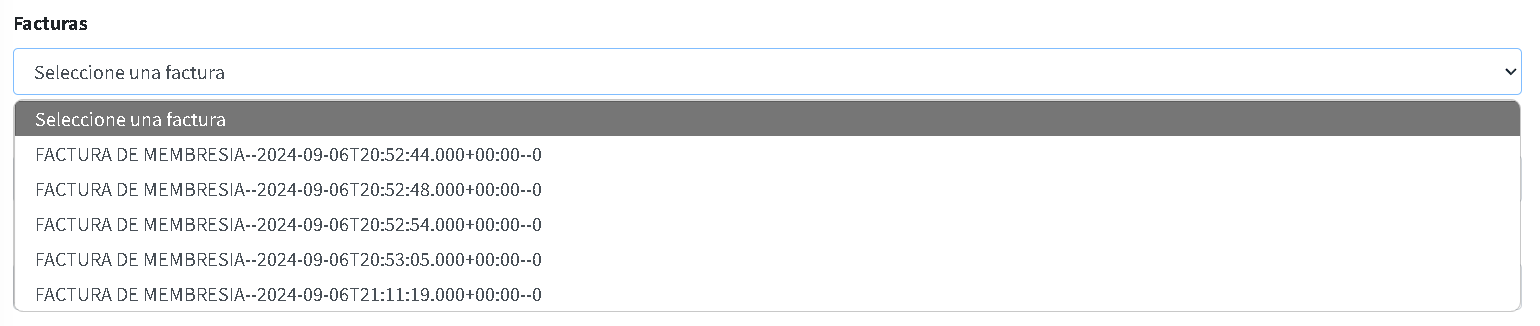 Facturas
Seleccione una factura
Seleccione una factura
FACTURA DE MEMBRESIA--2024-09-06T20:52:44.000+00:00--0
FACTURA DE MEMBRESIA--2024-09-06T20:52:48.000+00:00--0
FACTURA DE MEMBRESIA--2024-09-06T20:52:54.000+00:00--0
FACTURA DE MEMBRESIA--2024-09-06T20:53:05.000+00:00--0
FACTURA DE MEMBRESIA--2024-09-06T21:11:19.000+00:00--0